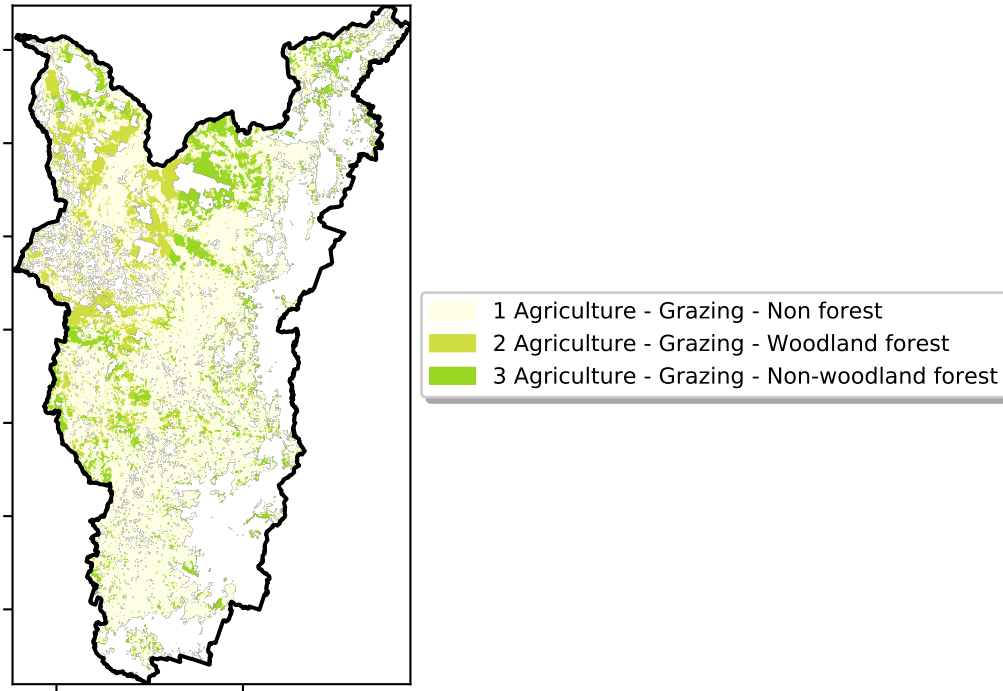 1 Agriculture - Grazing - Non forest
2 Agriculture - Grazing - Woodland forest
3 Agriculture - Grazing - Non-woodland forest